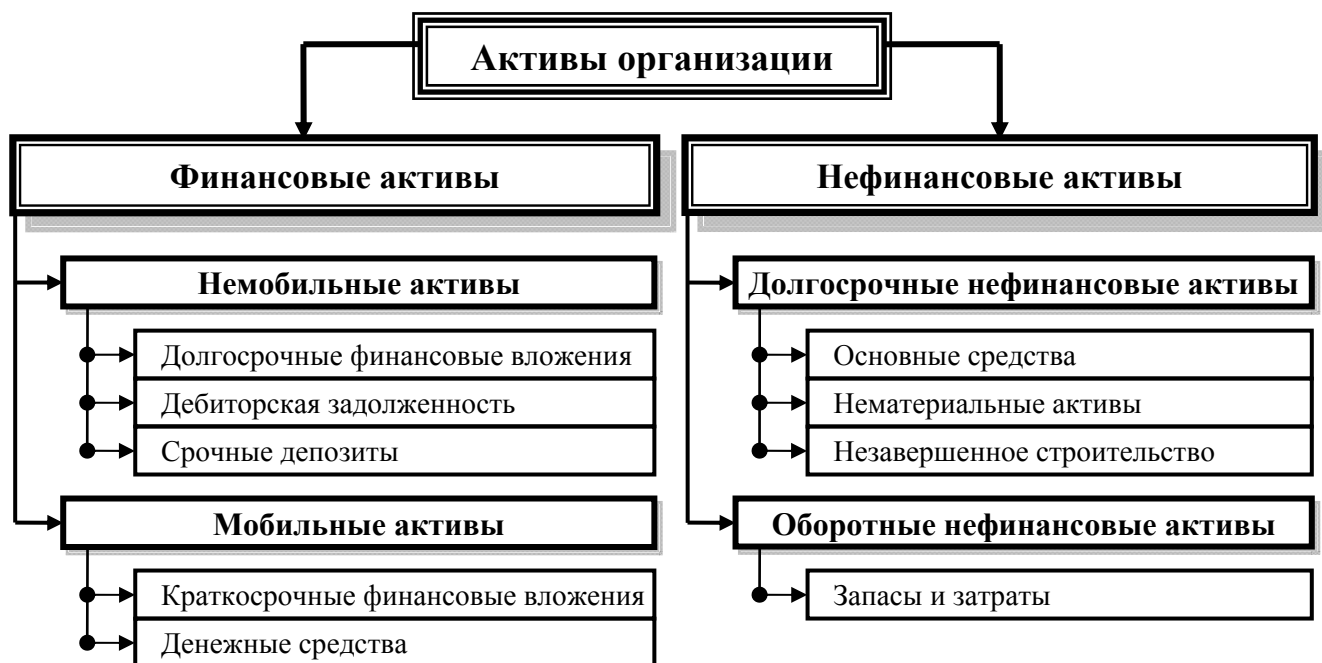 Активы организации
Финансовые активы
Немобильные активы
Долгосрочные финансовые вложения
Дебиторская задолженность
Срочные депозиты
Мобильные активы
Краткосрочные финансовые вложения
Денежные средства
Нефинансовые активы
Долгосрочные нефинансовые активы
Основные средства
Нематериальные активы
Незавершенное строительство
Оборотные нефинансовые активы
Запасы и затраты